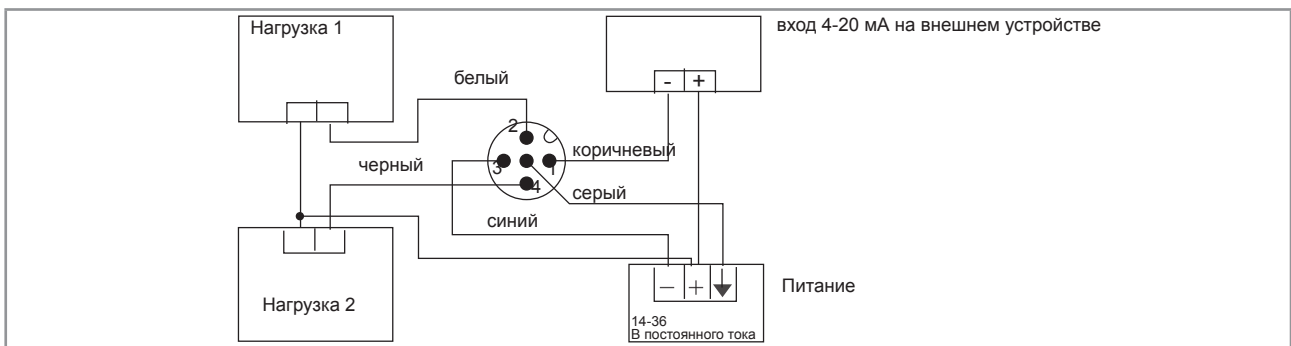 Нагрузка 1
вход 4-20 мА на внешнем устройстве
- +
белый
2
коричневый
черный
3
1
4
серый
синий
Нагрузка 2
- +
Питание
14-36
В постоянного тока